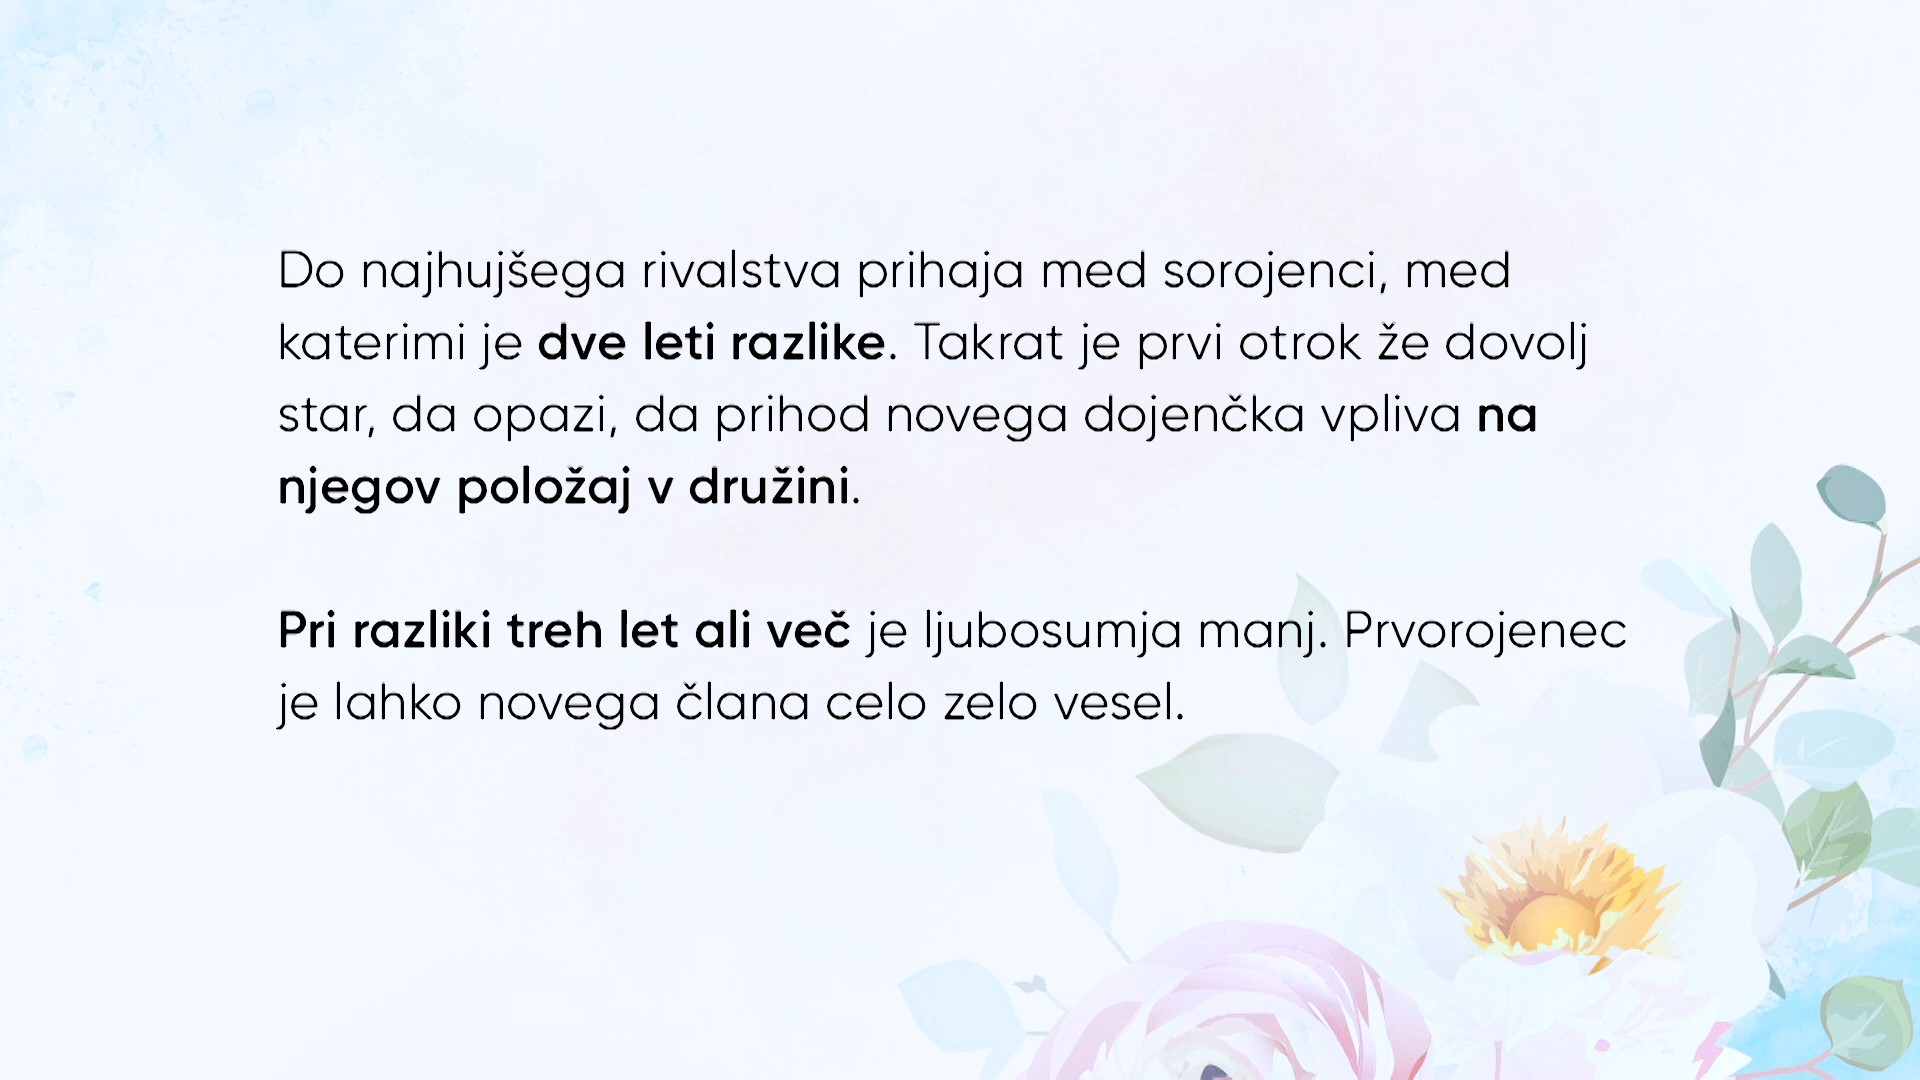 Do najhujšega rivalstva prihaja med sorojenci, med
katerimi je dve leti razlike. Takrat je prvi otrok že dovolj
star, da opazi, da prihod novega dojenčka vpliva na
njegov položaj v družini.
Pri razliki treh let ali več je ljubosumja manj. Prvorojenec
je lahko novega člana celo zelo vesel.